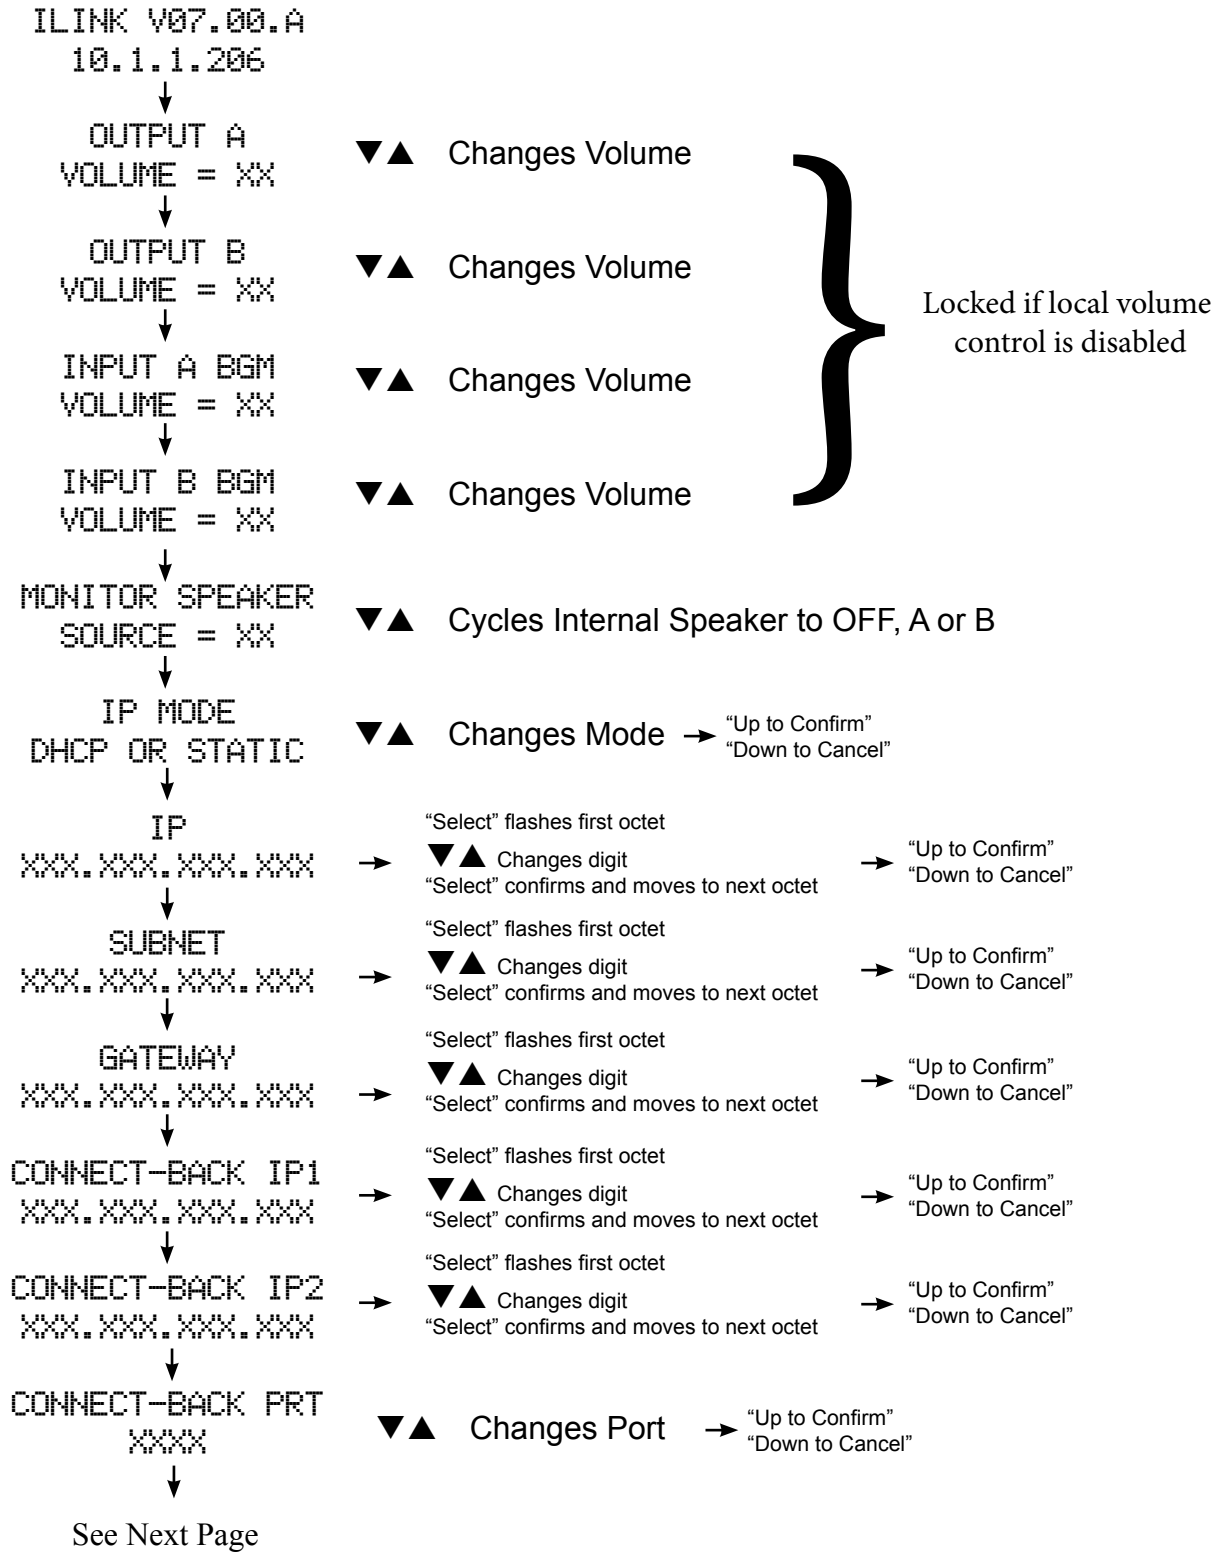 ILINK V07.00.A
10.1.1.206
OUTPUT A
VOLUME = XX
▼▲ Changes Volume
OUTPUT B
VOLUME = XX
▼▲ Changes Volume
INPUT A BGM
VOLUME = XX
▼▲ Changes Volume
INPUT B BGM
VOLUME = XX
▼▲ Changes Volume
Locked if local volume
control is disabled
MONITOR SPEAKER
SOURCE = XX
▼▲ Cycles Internal Speaker to OFF, A or B
IP MODE
DHCP OR STATIC
▼▲ Changes Mode
“Up to Confirm”
“Down to Cancel”
IP
XXX.XXX.XXX.XXX
“Select” flashes first octet
▼▲ Changes digit
“Select” confirms and moves to next octet
“Up to Confirm”
“Down to Cancel”
SUBNET
XXX.XXX.XXX.XXX
“Select” flashes first octet
▼▲ Changes digit
“Select” confirms and moves to next octet
“Up to Confirm”
“Down to Cancel”
GATEWAY
XXX.XXX.XXX.XXX
“Select” flashes first octet
▼▲ Changes digit
“Select” confirms and moves to next octet
“Up to Confirm”
“Down to Cancel”
CONNECT-BACK IP1
XXX.XXX.XXX.XXX
“Select” flashes first octet
▼▲ Changes digit
“Select” confirms and moves to next octet
“Up to Confirm”
“Down to Cancel”
CONNECT-BACK IP2
XXX.XXX.XXX.XXX
“Select” flashes first octet
▼▲ Changes digit
“Select” confirms and moves to next octet
“Up to Confirm”
“Down to Cancel”
CONNECT-BACK PRT
XXXX
▼▲ Changes Port
“Up to Confirm”
“Down to Cancel”
See Next Page